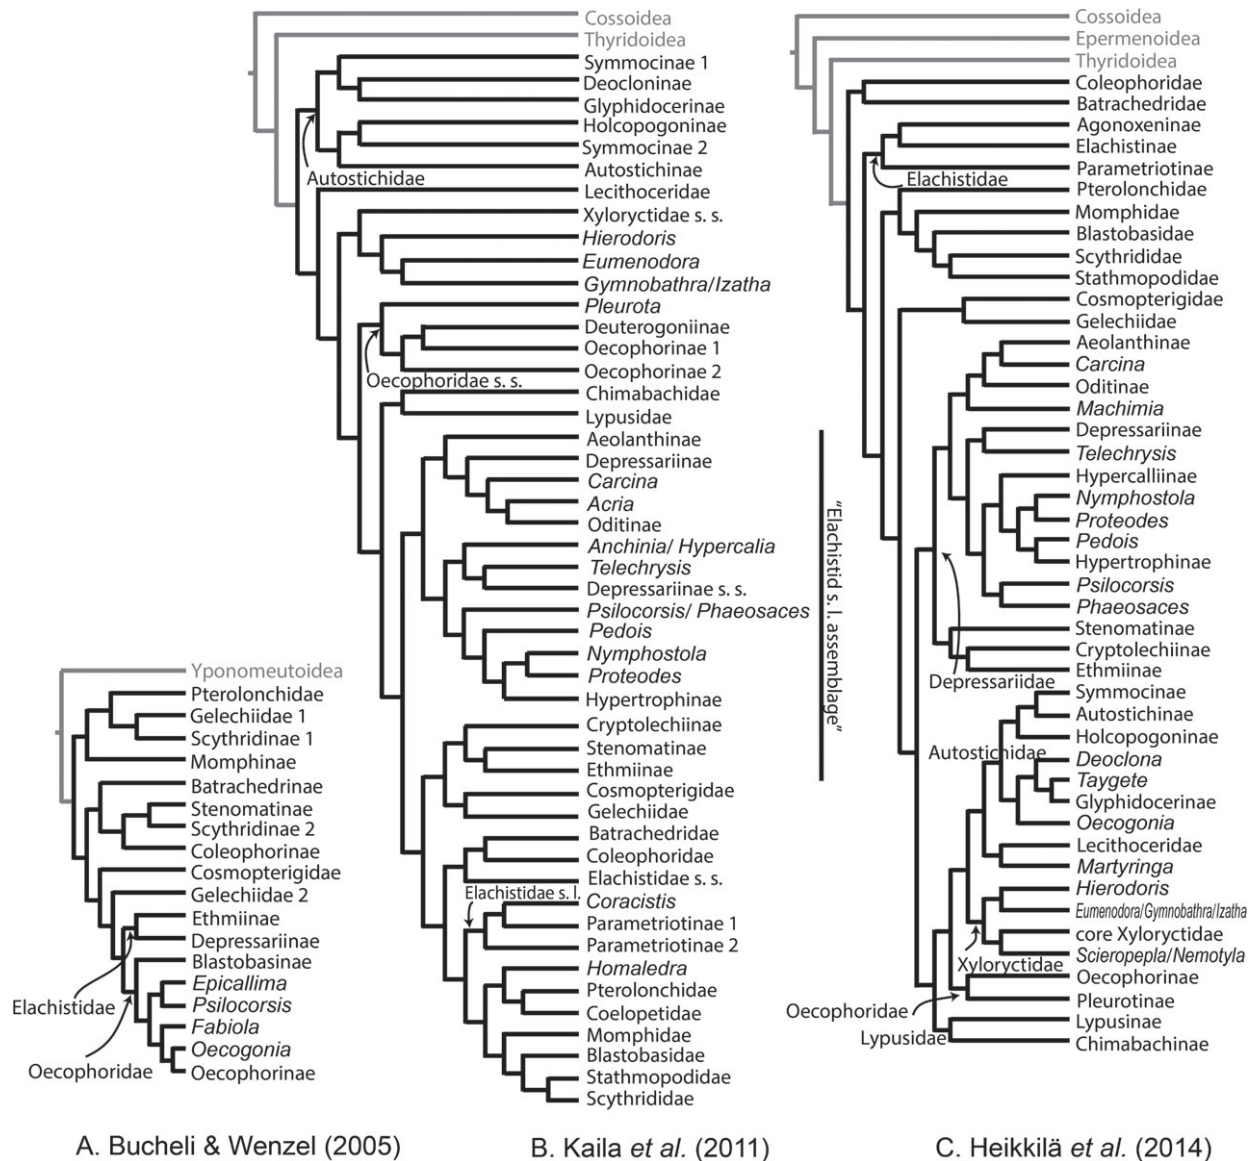 Yponomeutoidea
Pterolonchidae
Gelechiidae 1
Scythridinae 1
Momphinae
Batrachedrinae
Stenomatinae
Scythridinae 2
Coleophorinae
Cosmopterigidae
Gelechiidae 2
Ethmiinae
Depressariinae
Blastobasinae
Epicallima
Psilocorsis
Fabiola
Oecogonia
Oecophorinae
Elachistidae
Oecophoridae
A. Bucheli & Wenzel (2005)
Cossoidea
Thyridoidea
Symmocinae 1
Deocloninae
Glyphidocerinae
Holcopogoninae
Symmocinae 2
Autostichinae
Autostichidae
Lecithoceridae
Xyloryctidae s. s.
Hierodoris
Eumenodora
Gymnobathra/Izatha
Pleurota
Deuterogoniinae
Oecophorinae 1
Oecophorinae 2
Oecophoridae s. s.
Chimabachidae
Lypusidae
Aeolanthinae
Depressariinae
Carcina
Acria
Oditinae
Anchinia/ Hypercalia
Telechrysis
Depressariinae s. s.
Psilocorsis/ Phaeosaces
Pedois
Nymphostola
Proteodes
Hypertrophinae
Cryptolechiinae
Stenomatinae
Ethmiinae
Cosmopterigidae
Gelechiidae
Batrachedridae
Coleophoridae
Elachistidae s. s.
Elachistidae s. l.
Coracistis
Parametriotinae 1
Parametriotinae 2
Homaledra
Pterolonchidae
Coelopetidae
Momphidae
Blastobasidae
Stathmopodidae
Scythrididae
"Elachistid s. l. assemblage"
B. Kaila et al. (2011)
Cossoidea
Epermenoidea
Thyridoidea
Coleophoridae
Batrachedridae
Agonoxeninae
Elachistinae
Parametriotinae
Elachistidae
Pterolonchidae
Momphidae
Blastobasidae
Scythrididae
Stathmopodidae
Cosmopterigidae
Gelechiidae
Aeolanthinae
Carcina
Oditinae
Machimia
Depressariinae
Telechrysis
Hypercalliinae
Nymphostola
Proteodes
Pedois
Hypertrophinae
Psilocorsis
Phaeosaces
Stenomatinae
Cryptolechiinae
Ethmiinae
Depressariidae
Symmocinae
Autostichinae
Holcopogoninae
Autostichidae
Deoclona
Taygete
Glyphidocerinae
Oecogonia
Lecithoceridae
Martyringa
Hierodoris
Eumenodora/Gymnobathra/Izatha
core Xyloryctidae
Scieropepla/Nemotyla
Xyloryctidae
Oecophorinae
Pleurotinae
Oecophoridae
Lypusinae
Lypusidae
Chimabachinae
C. Heikkilä et al. (2014)